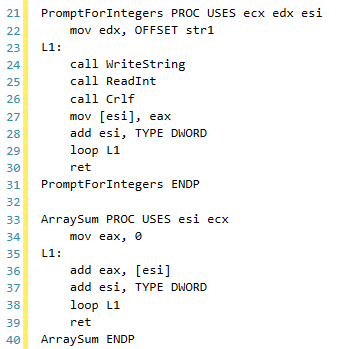 21 PromptForIntegers PROC USES ecx edx esi
22     mov edx, OFFSET str1
23 L1:
24     call WriteString
25     call ReadInt
26     call Crlf
27     mov [esi], eax
28     add esi, TYPE DWORD
29     loop L1
30     ret
31 PromptForIntegers ENDP
32
33 ArraySum PROC USES esi ecx
34     mov eax, 0
35 L1:
36     add eax, [esi]
37     add esi, TYPE DWORD
38     loop L1
39     ret
40 ArraySum ENDP